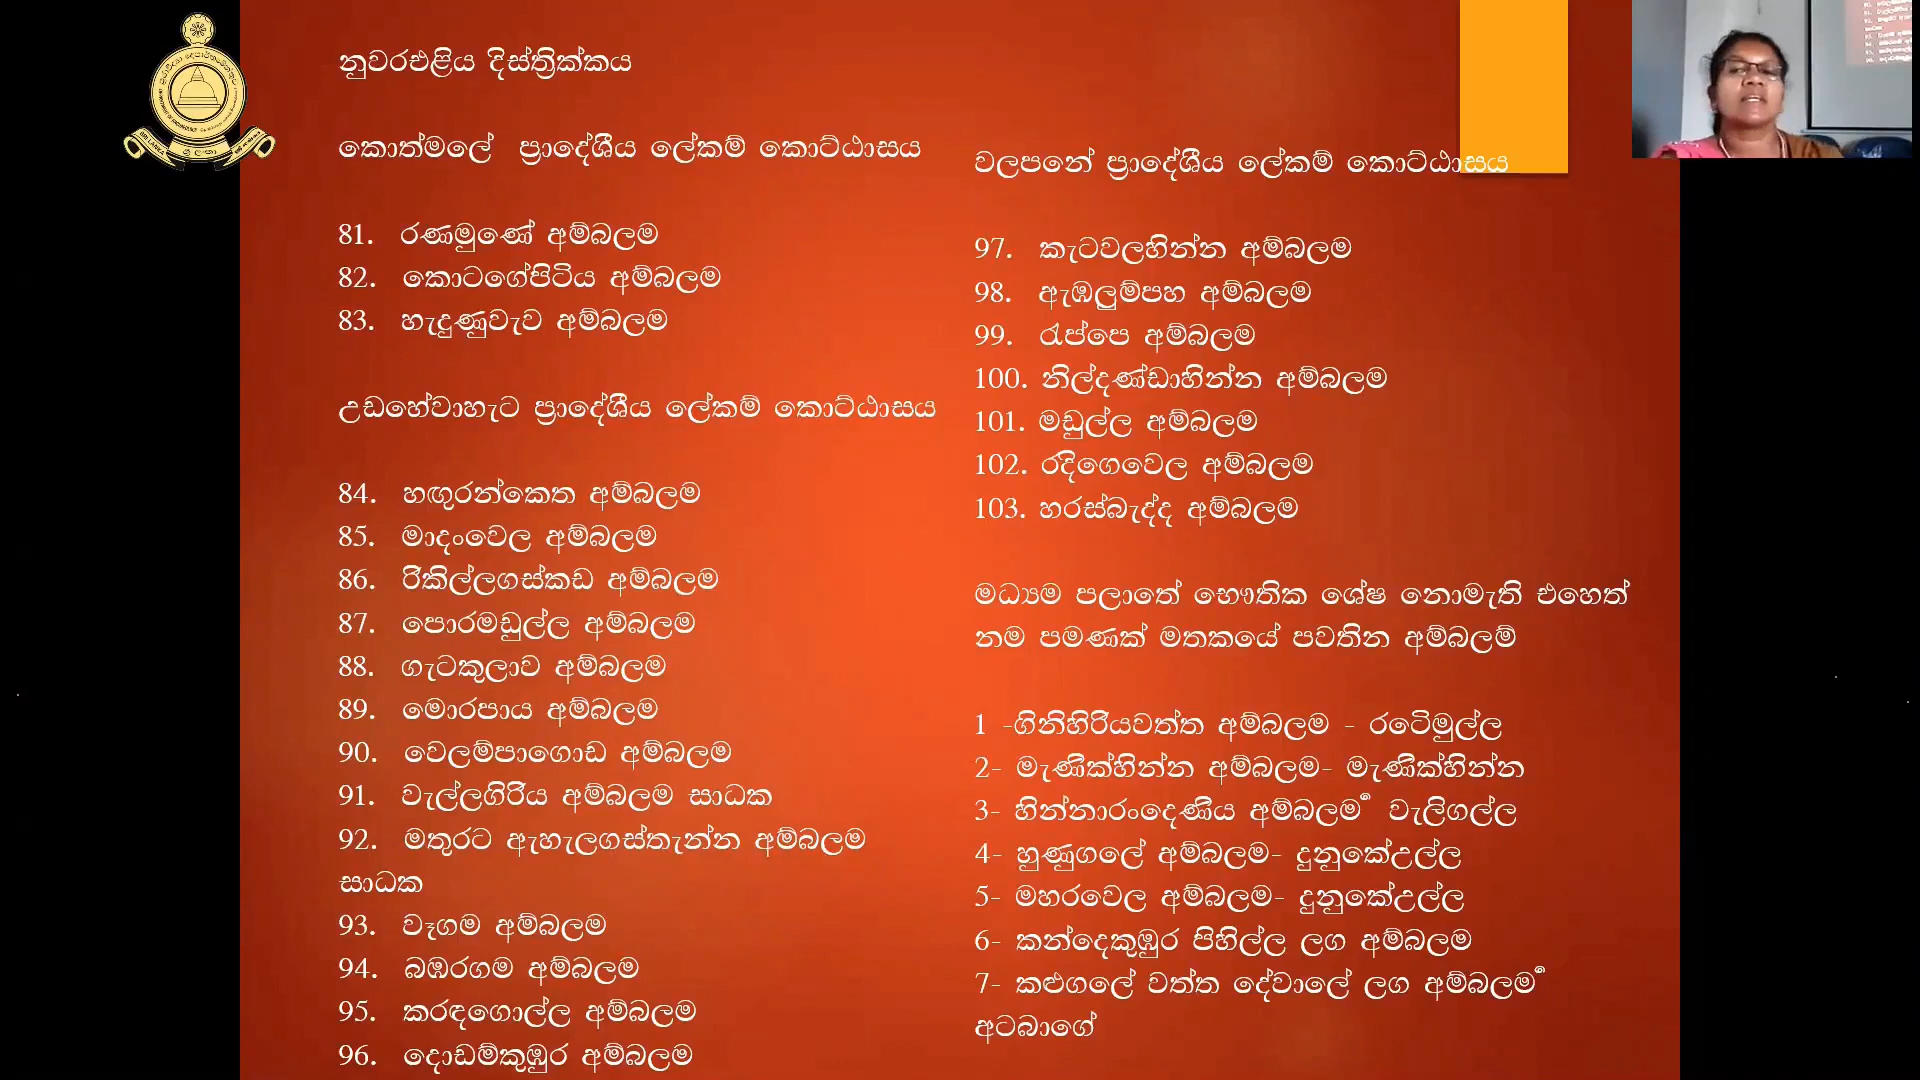 නුවරඑළිය දිස්ත්‍රික්කය
කොත්මලේ ප්‍රාදේශීය ලේකම් කොට්ඨාසය
81. රණමුණේ අම්බලම
82. කොටගේපිටිය අම්බලම
83. හැදුණුවැව අම්බලම
උඩහේවාහැට ප්‍රාදේශීය ලේකම් කොට්ඨාසය
84. හඟුරන්කෙත අම්බලම
85. මාදංවෙල අම්බලම
86. රිකිල්ලගස්කඩ අම්බලම
87. පොරමඩුල්ල අම්බලම
88. ගැටකුලාව අම්බලම
89. මොරපාය අම්බලම
90. වෙලම්පාගොඩ අම්බලම
91. වැල්ලගිරිය අම්බලම සාධක
92. මතුරට ඇහැලගස්තැන්න අම්බලම
සාධක
93. වෑගම අම්බලම
94. බඹරගම අම්බලම
95. කරඳගොල්ල අම්බලම
96. දොඩම්කුඹුර අම්බලම
වලපනේ ප්‍රාදේශීය ලේකම් කොට්ඨාසය
97. කැටවලහින්න අම්බලම
98. ඇඹලුම්පහ අම්බලම
99. රැප්පෙ අම්බලම
100. නිල්දණ්ඩාහින්න අම්බලම
101. මඩුල්ල අම්බලම
102. රිදිගෙවෙල අම්බලම
103. හරස්බැද්ද අම්බලම
මධ්‍යම පලාතේ භෞතික ශේෂ නොමැති එහෙත්
නම පමණක් මතකයේ පවතින අම්බලම්
1 -ගිනිහිරියවත්ත අම්බලම - රටේමුල්ල
2- මැණික්හින්න අම්බලම- මැණික්හින්න
3- හින්නාරංදෙණිය අම්බලම වැලිගල්ල
4- හුණුගලේ අම්බලම- දුනුකේඋල්ල
5- මහරවෙල අම්බලම- දුනුකේඋල්ල
6- කන්දෙකුඹුර පිහිල්ල ලග අම්බලම
7- කළුගලේ වත්ත දේවාලේ ලග අම්බලම
අටබාගේ